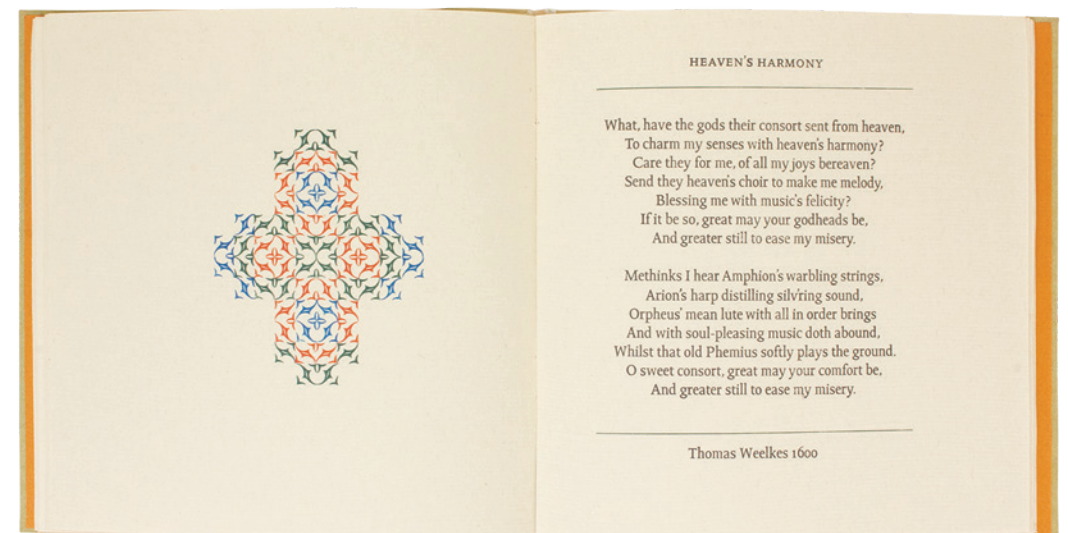 HEAVEN'S HARMONY
What, have the gods their consort sent from heaven,
To charm my senses with heaven's harmony?
Care they for me, of all my joys bereaven?
Send they heaven's choir to make me melody,
Blessing me with music's felicity?
If it be so, great may your godheads be,
And greater still to ease my misery.
Methinks I hear Amphion's warbling strings,
Arion's harp distilling silv'ring sound,
Orpheus' mean lute with all in order brings
And with soul-pleasing music doth abound,
Whilst that old Phemius softly plays the ground.
O sweet consort, great may your comfort be,
And greater still to ease my misery.
Thomas Weelkes 1600